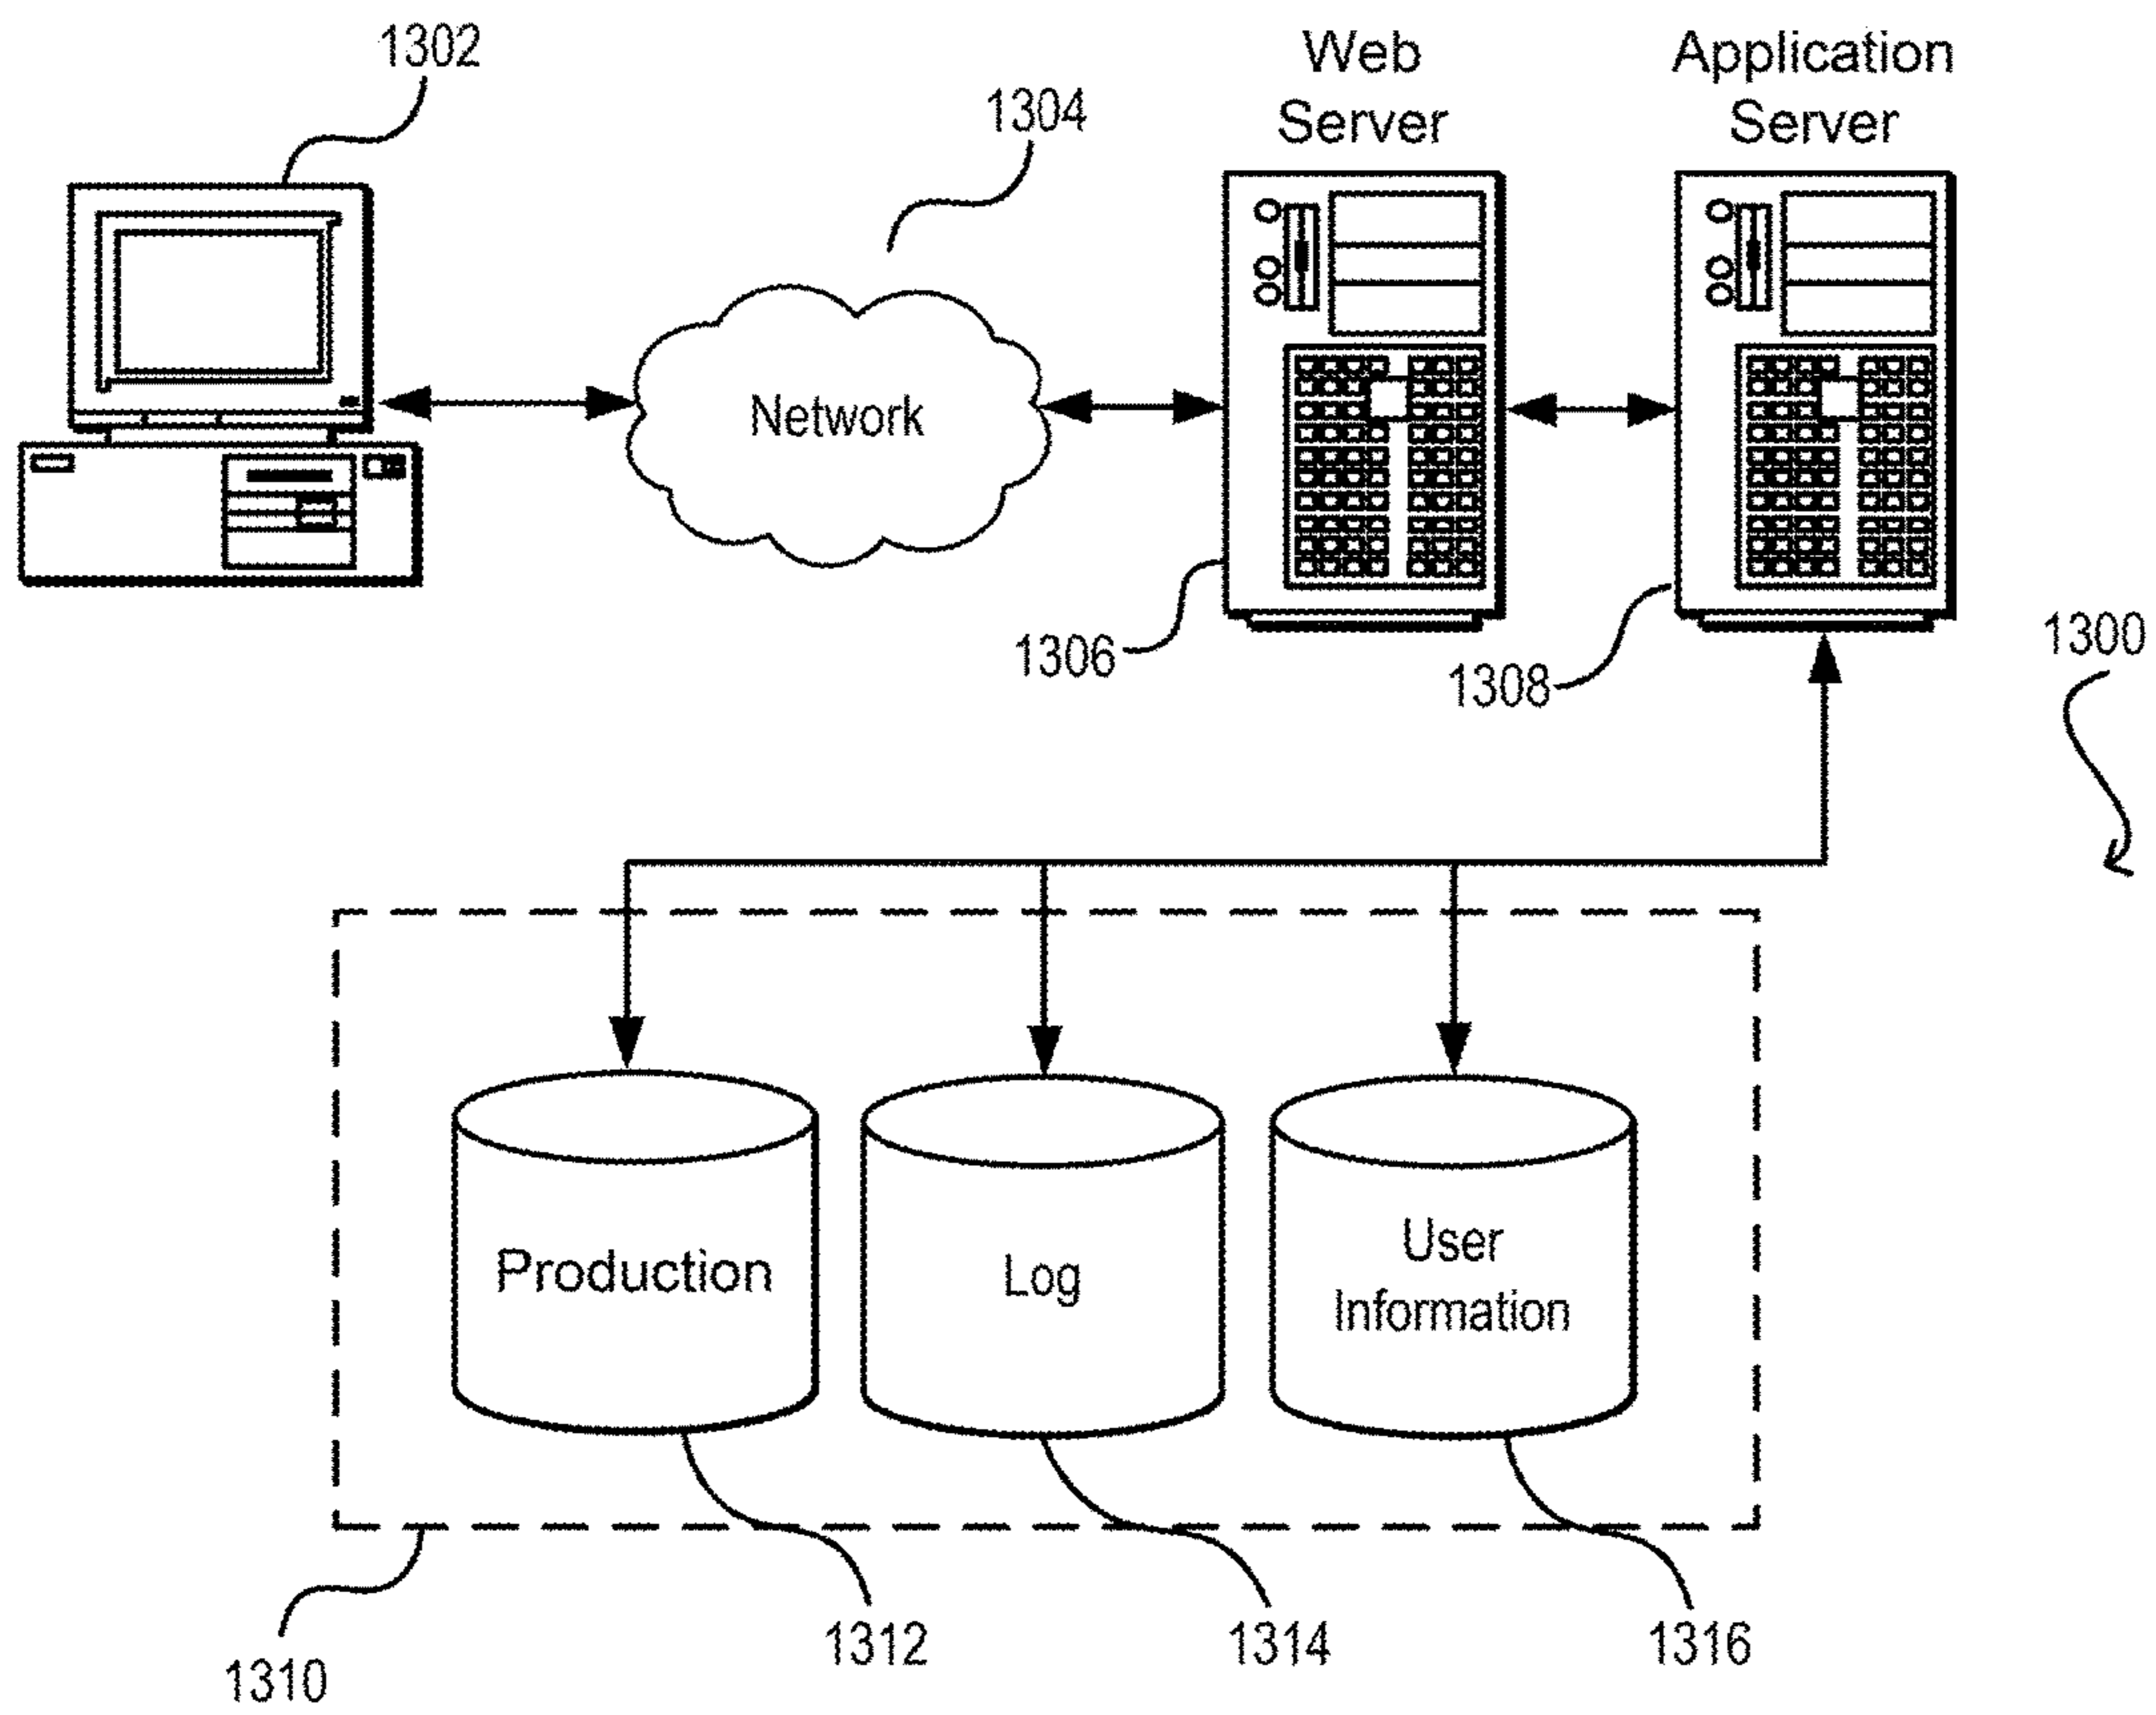 1302
1304
Web
Server
Application
Server
Network
1306
1308
1300
Production
Log
User
Information
1310
1312
1314
1316